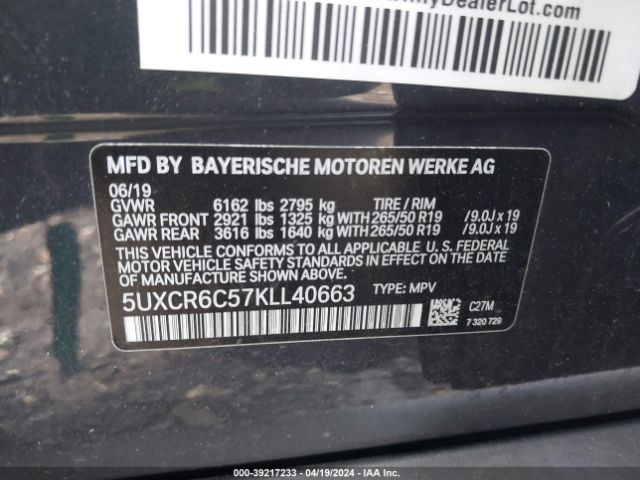 DealerLot.com
MFD BY BAYERISCHE MOTOREN WERKE AG
06/19
GVWR 6162 lbs 2795 kg TIRE / RIM
GAWR FRONT 2921 lbs 1325 kg WITH 265/50 R19 /9.0J x 19
GAWR REAR 3616 lbs 1640 kg WITH 265/50 R19 /9.0J x 19
THIS VEHICLE CONFORMS TO ALL APPLICABLE U. S. FEDERAL
MOTOR VEHICLE SAFETY STANDARDS IN EFFECT ON THE DATE
OF MANUFACTURE SHOWN ABOVE.
5UXCR6C57KLL40663 TYPE: MPV
C27M
7 320 729
000-39217233 - 04/19/2024 - IAA Inc.